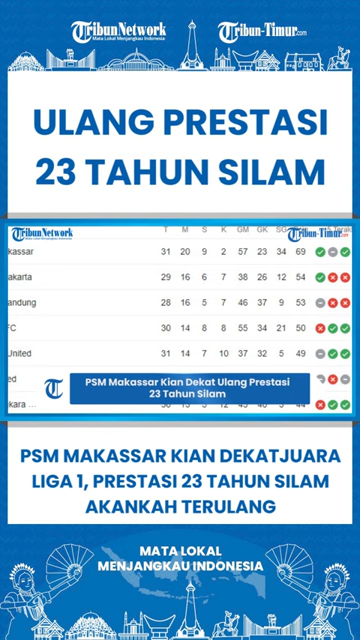 TribunNetwork
Mata Lokal Menjangkau Indonesia
Tribun-Timur.com
ULANG PRESTASI
23 TAHUN SILAM
TribunNetwork
Tribun-Timur.com
T M S K GM GK SG
kassar 31 20 9 2 57 23 34 69
akarta 29 16 6 7 38 26 12 54
andung 28 16 5 7 46 37 9 53
FC 30 14 8 8 55 34 21 50
United 31 14 7 10 37 32 5 49
ed
PSM Makassar Kian Dekat Ulang Prestasi
23 Tahun Silam
kara ...
PSM MAKASSAR KIAN DEKATJUARA
LIGA 1, PRESTASI 23 TAHUN SILAM
AKANKAH TERULANG
MATA LOKAL
MENJANGKAU INDONESIA